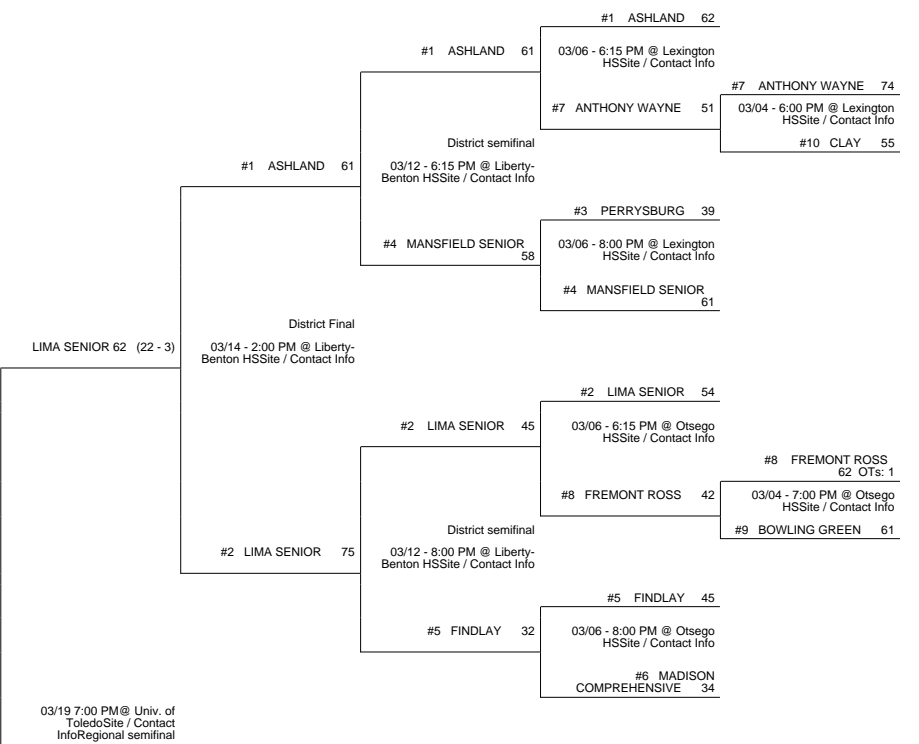 #1 ASHLAND 62
#1 ASHLAND 61
03/06 - 6:15 PM @ Lexington
HSSite / Contact Info
#7 ANTHONY WAYNE 74
#7 ANTHONY WAYNE 51
03/04 - 6:00 PM @ Lexington
HSSite / Contact Info
District semifinal
#10 CLAY 55
#1 ASHLAND 61
03/12 - 6:15 PM @ Liberty-
Benton HSSite / Contact Info
#3 PERRYSBURG 39
#4 MANSFIELD SENIOR
58
03/06 - 8:00 PM @ Lexington
HSSite / Contact Info
#4 MANSFIELD SENIOR
61
District Final
LIMA SENIOR 62 (22 - 3)
03/14 - 2:00 PM @ Liberty-
Benton HSSite / Contact Info
#2 LIMA SENIOR 54
#2 LIMA SENIOR 45
03/06 - 6:15 PM @ Otsego
HSSite / Contact Info
#8 FREMONT ROSS
62 OTs: 1
#8 FREMONT ROSS 42
03/04 - 7:00 PM @ Otsego
HSSite / Contact Info
District semifinal
#9 BOWLING GREEN 61
#2 LIMA SENIOR 75
03/12 - 8:00 PM @ Liberty-
Benton HSSite / Contact Info
#5 FINDLAY 45
#5 FINDLAY 32
03/06 - 8:00 PM @ Otsego
HSSite / Contact Info
#6 MADISON
COMPREHENSIVE 34
03/19 7:00 PM@ Univ. of
ToledoSite / Contact
InfoRegional semifinal